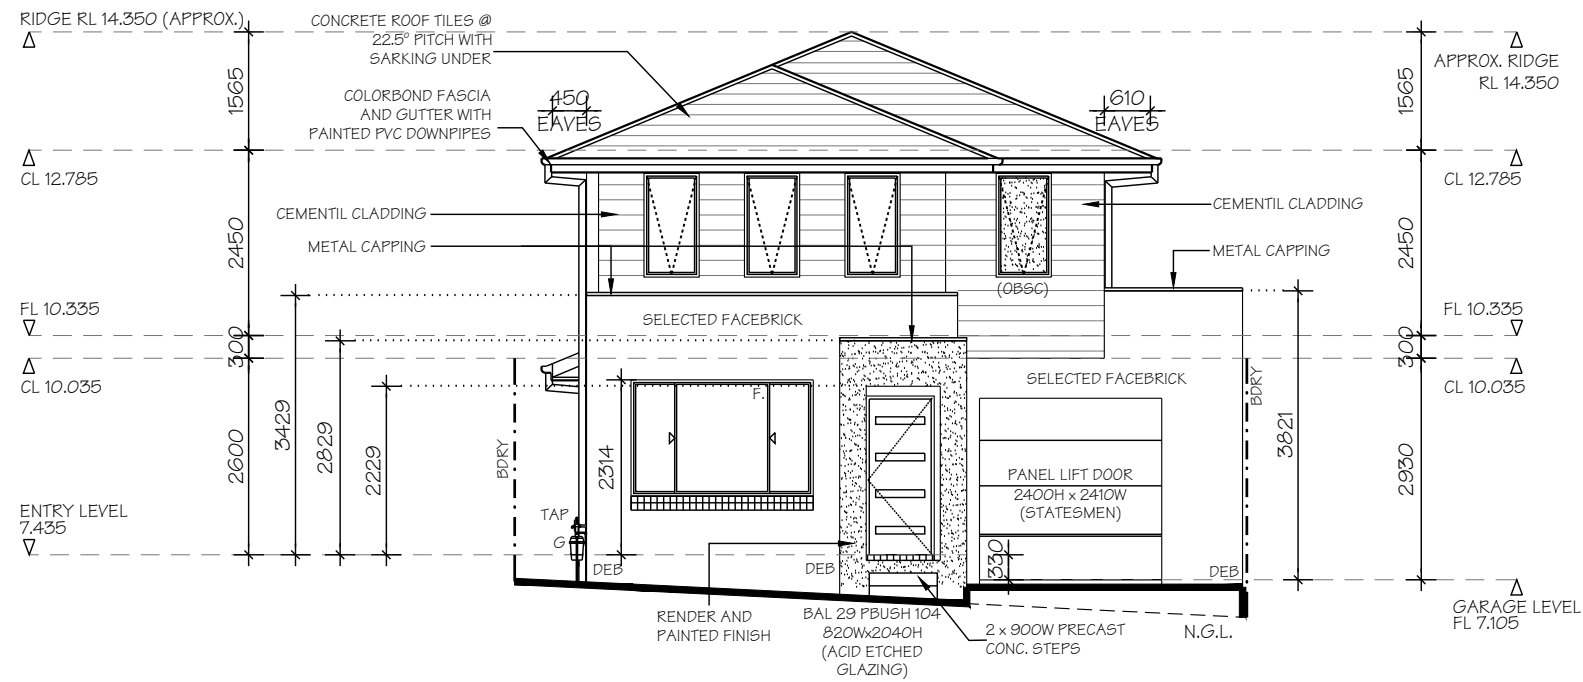 RIDGE RL 14.350 (APPROX.)
CONCRETE ROOF TILES @
22.5° PITCH WITH
SARKING UNDER
COLORBOND FASCIA
AND GUTTER WITH
PAINTED PVC DOWNPIPES
450
EAVES
610
EAVES
APPROX. RIDGE
RL 14.350
1565
1565
CL 12.785
CL 12.785
CEMENTIL CLADDING
CEMENTIL CLADDING
METAL CAPPING
METAL CAPPING
2450
2450
(OBSC)
FL 10.335
FL 10.335
SELECTED FACEBRICK
300
300
CL 10.035
CL 10.035
SELECTED FACEBRICK
BDRY
BDRY
F.
2600
3429
2829
2229
2314
3821
2930
PANEL LIFT DOOR
2400H x 2410W
(STATESMEN)
ENTRY LEVEL
7.435
TAP
G
330
DEB
DEB
DEB
RENDER AND
PAINTED FINISH
BAL 29 PBUSH 104
820Wx2040H
(ACID ETCHED
GLAZING)
2 x 900W PRECAST
CONC. STEPS
N.G.L.
GARAGE LEVEL
FL 7.105